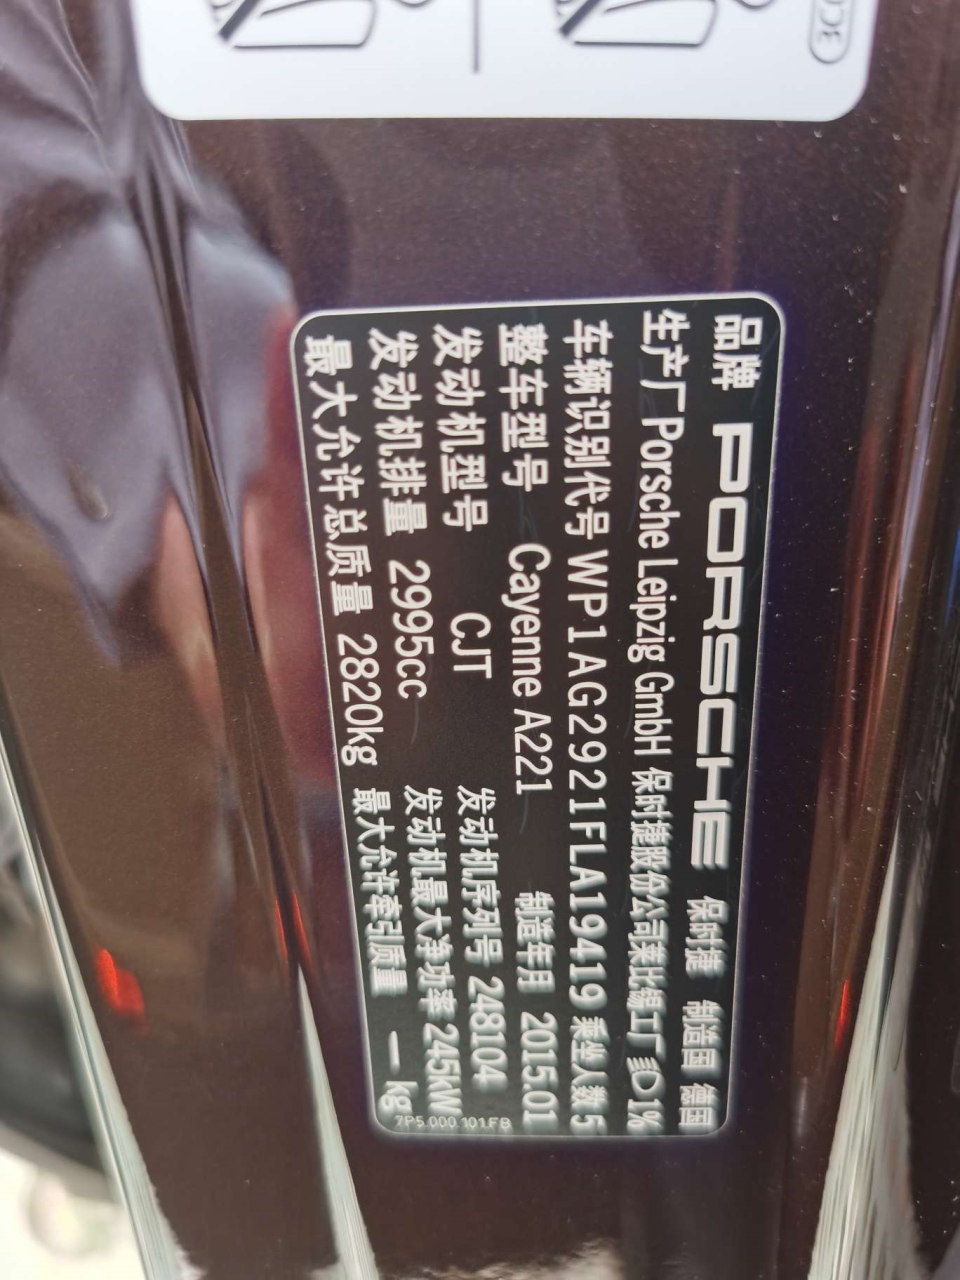 品牌 PORSCHE 保时捷 制造国 德国
生产厂 Porsche Leipzig GmbH 保时捷股份公司莱比锡工厂 1%
车辆识别代号 WP1AG2921FLA19419 乘坐人数 5
整车型号 Cayenne A221 制造年月 2015.01
发动机型号 CJT 发动机序列号 248104
发动机排量 2995cc 发动机最大净功率 245kW
最大允许总质量 2820kg 最大允许牵引质量 — kg
7P5.000.101.FB